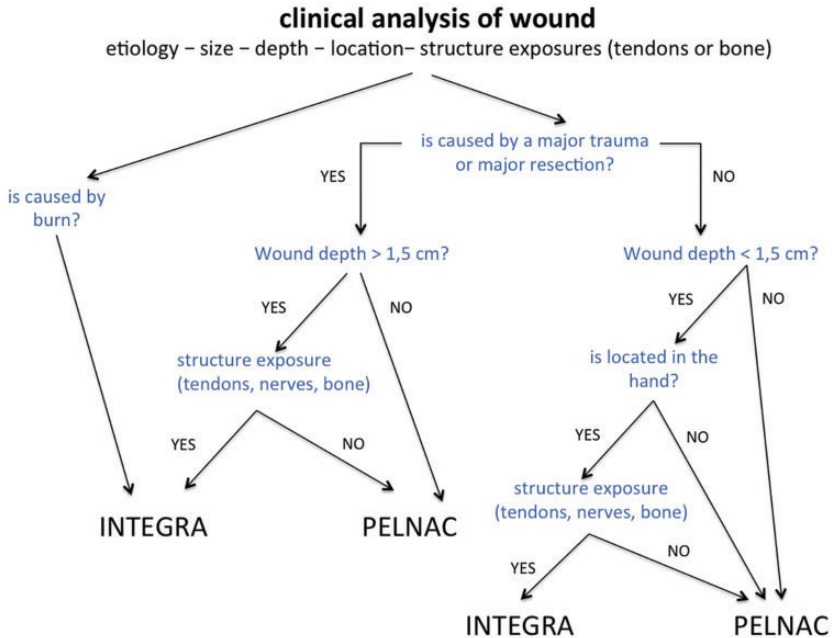 clinical analysis of wound
etiology – size – depth – location– structure exposures (tendons or bone)
is caused by a major trauma
or major resection?
YES
NO
is caused by
burn?
Wound depth > 1,5 cm?
Wound depth < 1,5 cm?
YES
NO
YES
NO
structure exposure
(tendons, nerves, bone)
is located in the
hand?
YES
NO
YES
NO
structure exposure
(tendons, nerves, bone)
INTEGRA
PELNAC
YES
NO
INTEGRA
PELNAC